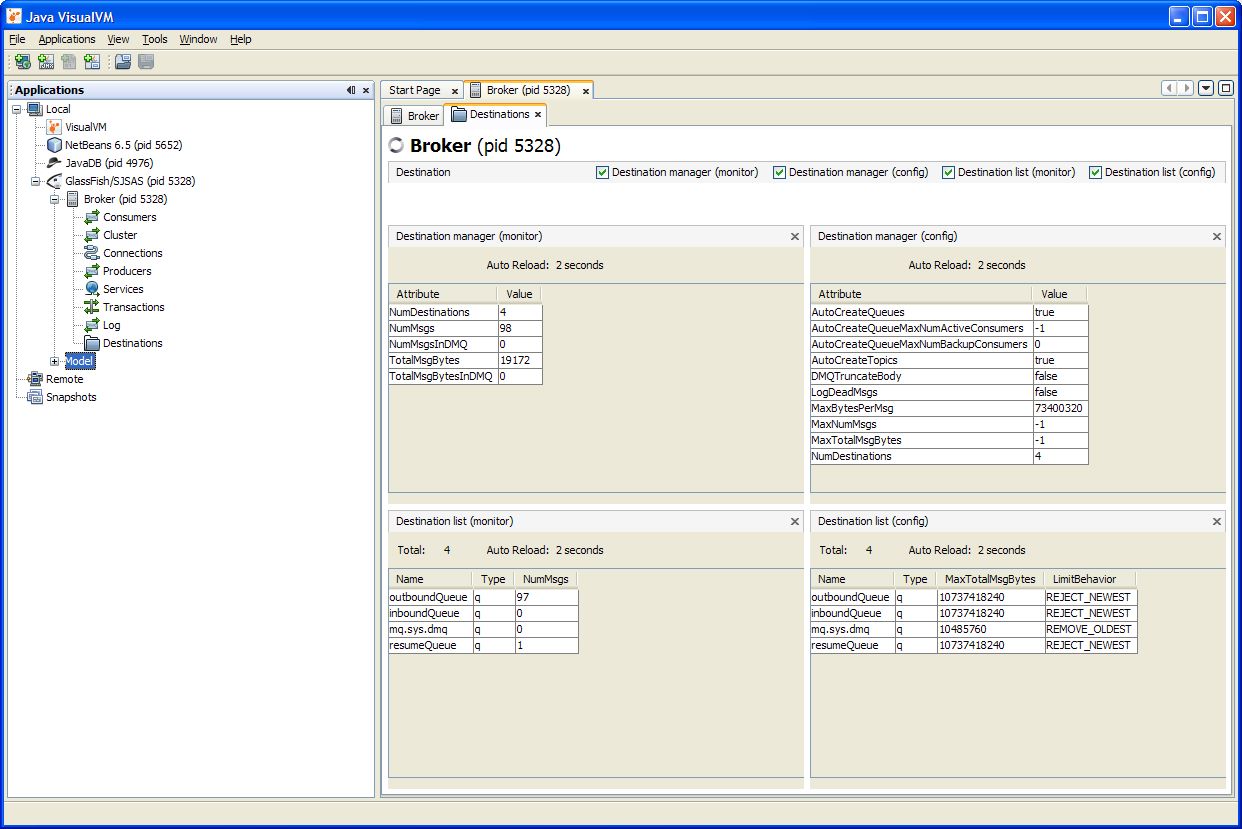 Java VisualVM
File Applications View Tools Window Help
Applications
Local
VisualVM
NetBeans 6.5 (pid 5652)
JavaDB (pid 4976)
GlassFish/SJSAS (pid 5328)
Broker (pid 5328)
Consumers
Cluster
Connections
Producers
Services
Transactions
Log
Destinations
Model
Remote
Snapshots
Start Page Broker (pid 5328)
Broker Destinations
Broker (pid 5328)
Destination Destination manager (monitor) Destination manager (config) Destination list (monitor) Destination list (config)
Destination manager (monitor)
Auto Reload: 2 seconds
Attribute Value
NumDestinations 4
NumMsgs 98
NumMsgsInDMQ 0
TotalMsgBytes 19172
TotalMsgBytesInDMQ 0
Destination manager (config)
Auto Reload: 2 seconds
Attribute Value
AutoCreateQueues true
AutoCreateQueueMaxNumActiveConsumers -1
AutoCreateQueueMaxNumBackupConsumers 0
AutoCreateTopics true
DMQTruncateBody false
LogDeadMsgs false
MaxBytesPerMsg 73400320
MaxNumMsgs -1
MaxTotalMsgBytes -1
NumDestinations 4
Destination list (monitor)
Total: 4 Auto Reload: 2 seconds
Name Type NumMsgs
outboundQueue q 97
inboundQueue q 0
mq.sys.dmq q 0
resumeQueue q 1
Destination list (config)
Total: 4 Auto Reload: 2 seconds
Name Type MaxTotalMsgBytes LimitBehavior
outboundQueue q 10737418240 REJECT_NEWEST
inboundQueue q 10737418240 REJECT_NEWEST
mq.sys.dmq q 10485760 REMOVE_OLDEST
resumeQueue q 10737418240 REJECT_NEWEST